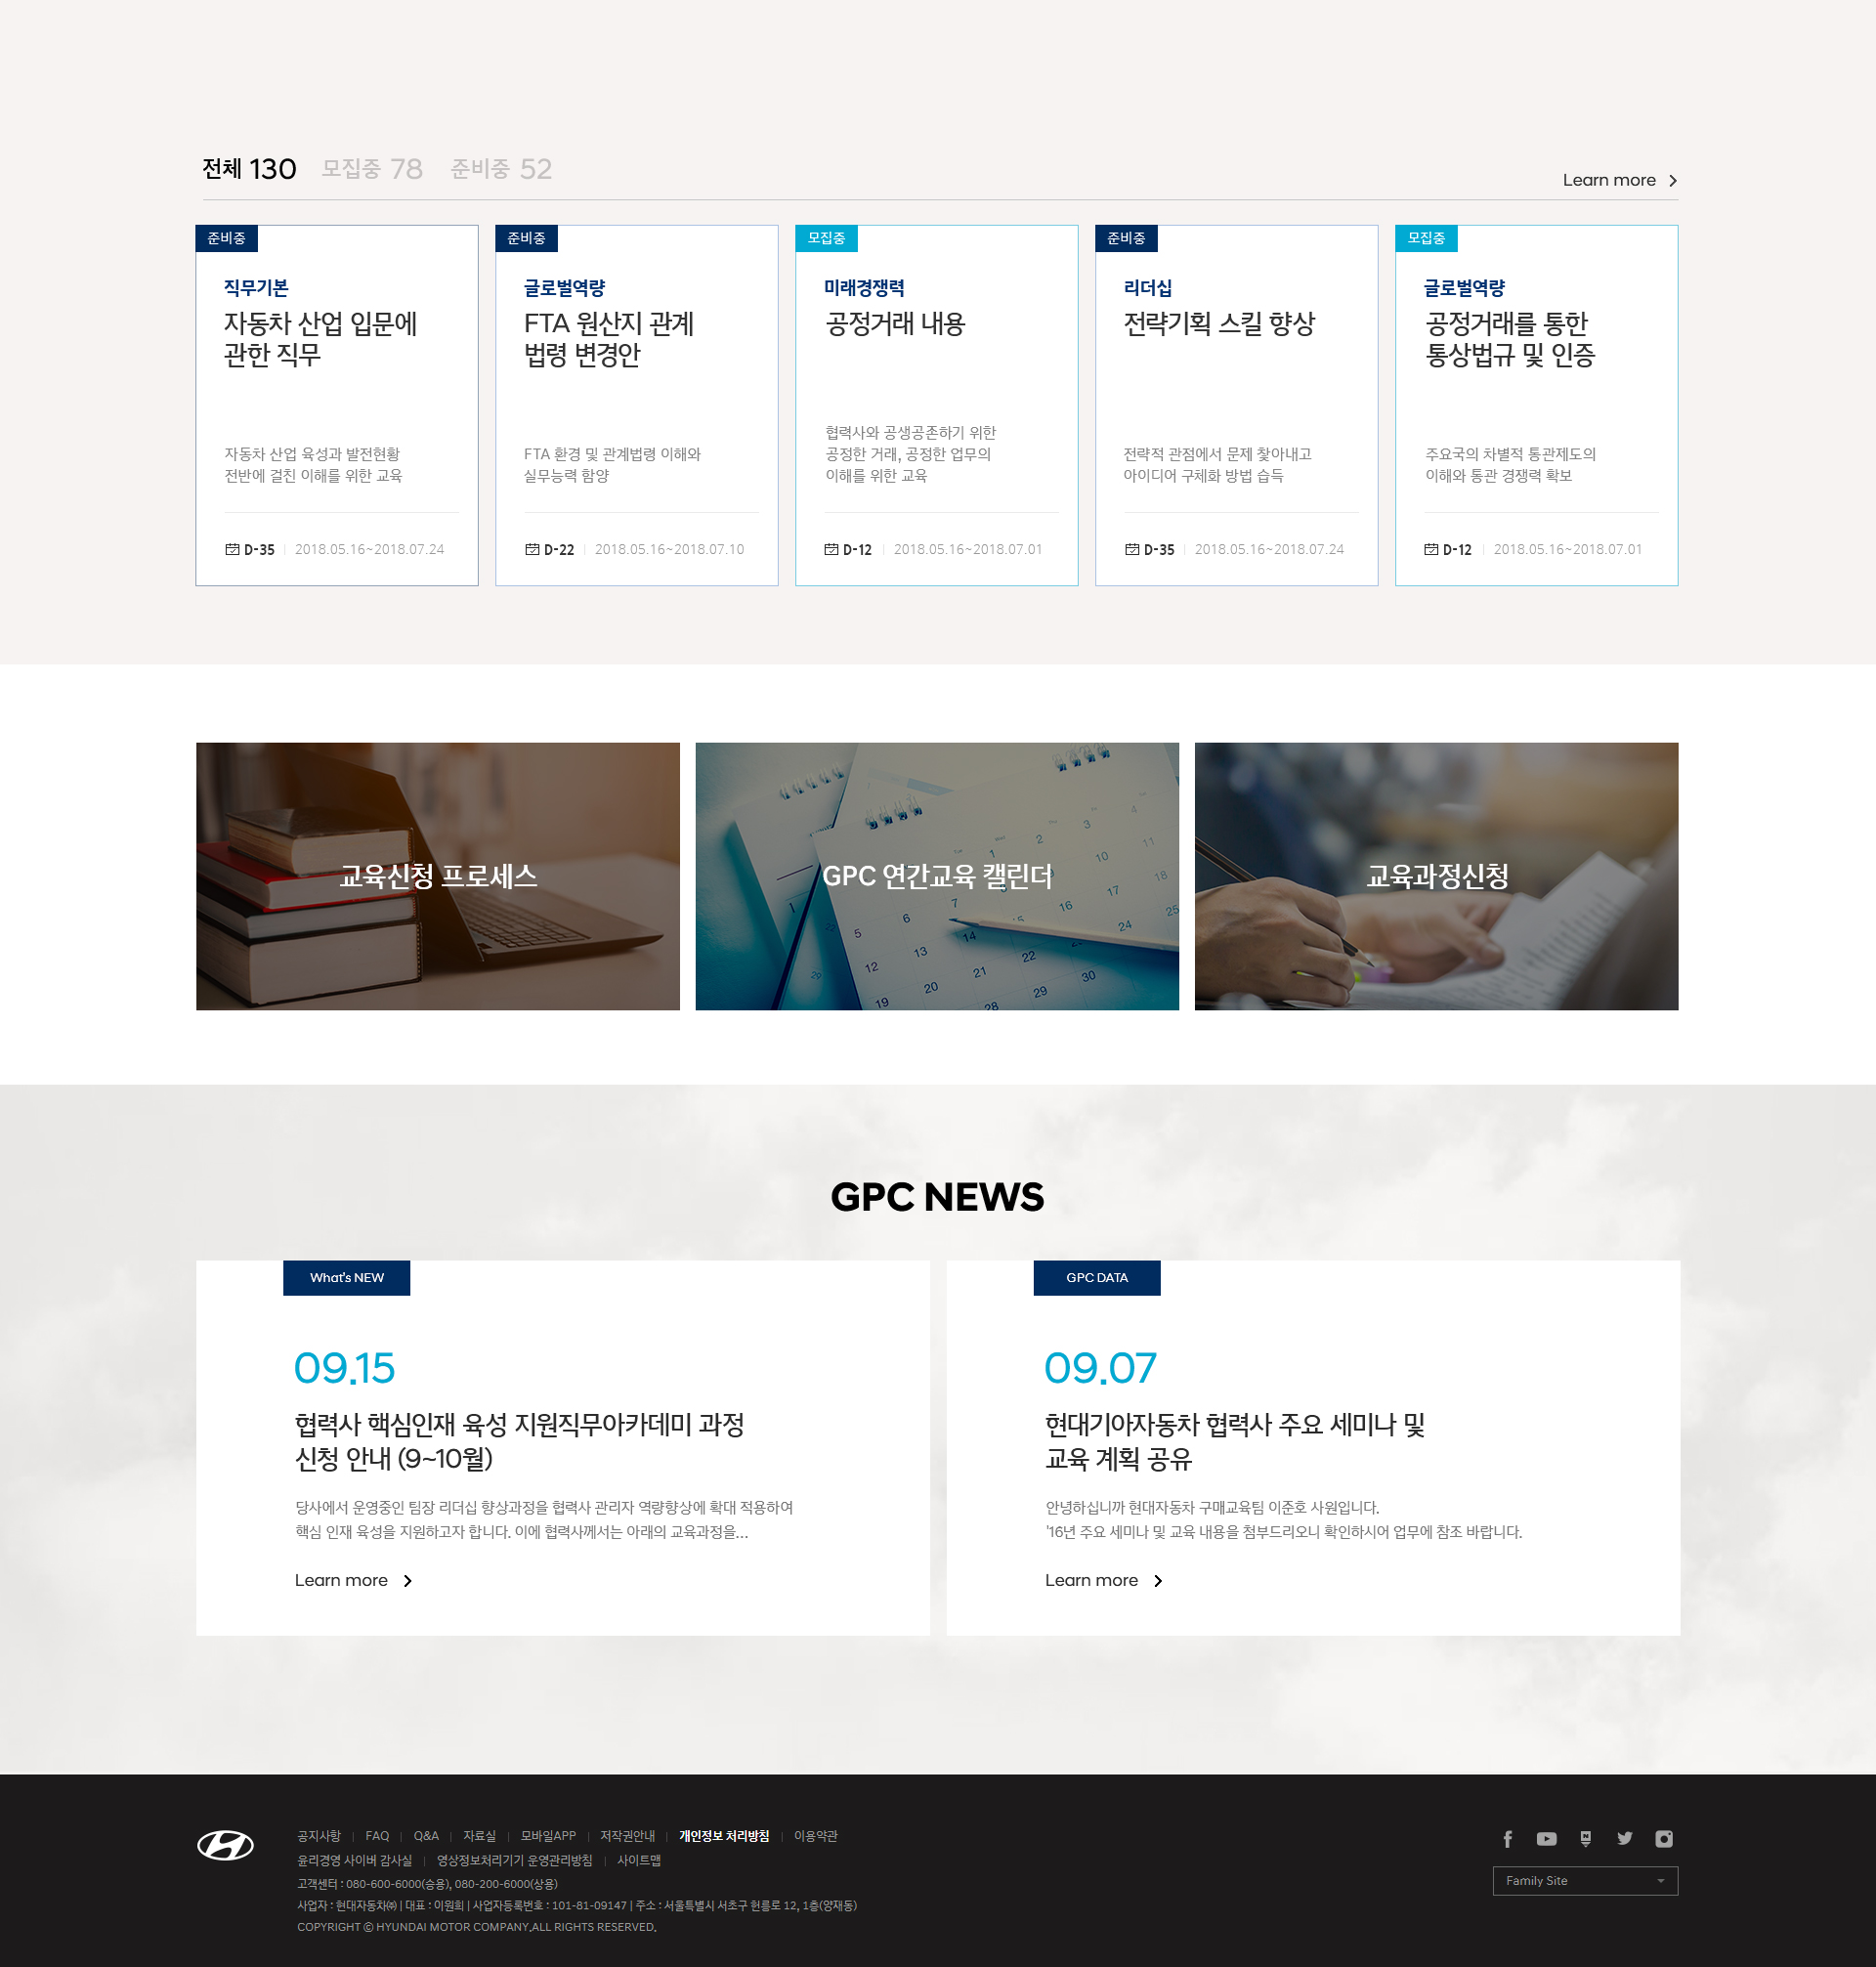 전체 130 모집중 78 준비중 52
Learn more
준비중
직무기본
자동차 산업 입문에
관한 직무
자동차 산업 육성과 발전현황
전반에 걸친 이해를 위한 교육
D-35 2018.05.16~2018.07.24
준비중
글로벌역량
FTA 원산지 관계
법령 변경안
FTA 환경 및 관계법령 이해와
실무능력 함양
D-22 2018.05.16~2018.07.10
모집중
미래경쟁력
공정거래 내용
협력사와 공생공존하기 위한
공정한 거래, 공정한 업무의
이해를 위한 교육
D-12 2018.05.16~2018.07.01
준비중
리더십
전략기획 스킬 향상
전략적 관점에서 문제 찾아내고
아이디어 구체화 방법 습득
D-35 2018.05.16~2018.07.24
모집중
글로벌역량
공정거래를 통한
통상법규 및 인증
주요국의 차별적 통관제도의
이해와 통관 경쟁력 확보
D-12 2018.05.16~2018.07.01
교육신청 프로세스
GPC 연간교육 캘린더
교육과정신청
GPC NEWS
What's NEW
09.15
협력사 핵심인재 육성 지원직무아카데미 과정
신청 안내 (9~10월)
당사에서 운영중인 팀장 리더십 향상과정을 협력사 관리자 역량향상에 확대 적용하여
핵심 인재 육성을 지원하고자 합니다. 이에 협력사께서는 아래의 교육과정을...
Learn more
GPC DATA
09.07
현대기아자동차 협력사 주요 세미나 및
교육 계획 공유
안녕하십니까 현대자동차 구매교육팀 이준호 사원입니다.
'16년 주요 세미나 및 교육 내용을 첨부드리오니 확인하시어 업무에 참조 바랍니다.
Learn more
공지사항 | FAQ | Q&A | 자료실 | 모바일APP | 저작권안내 | 개인정보 처리방침 | 이용약관
윤리경영 사이버 감사실 | 영상정보처리기기 운영관리방침 | 사이트맵
고객센터 : 080-600-6000(승용), 080-200-6000(상용)
사업자 : 현대자동차㈜ | 대표 : 이원희 | 사업자등록번호 : 101-81-09147 | 주소 : 서울특별시 서초구 헌릉로 12, 1층(양재동)
COPYRIGHT ⓒ HYUNDAI MOTOR COMPANY.ALL RIGHTS RESERVED.
Family Site